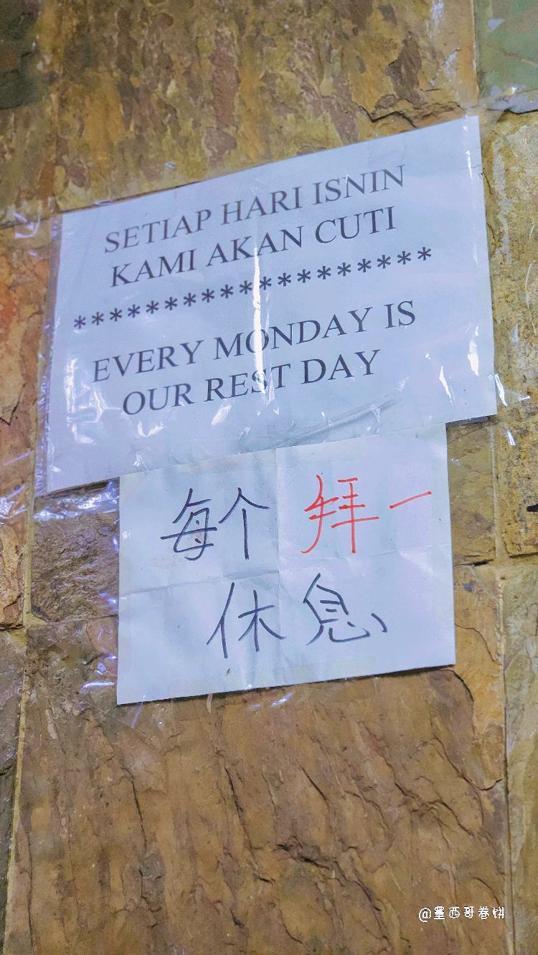 SETIAP HARI ISNIN
KAMI AKAN CUTI
*******************
EVERY MONDAY IS
OUR REST DAY
每个拜一
休息
@墨西哥卷饼